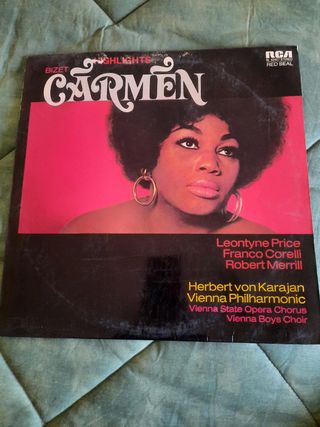 HIGHLIGHTS
BIZET
CARMEN
RCA
RED SEAL
Leontyne Price
Franco Corelli
Robert Merrill
Herbert von Karajan
Vienna Philharmonic
Vienna State Opera Chorus
Vienna Boys Choir